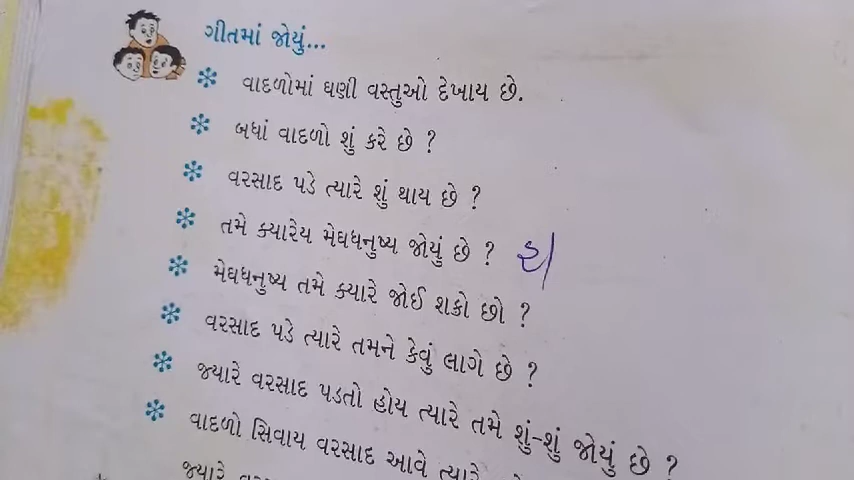 ગીતમાં જોયું...
વાદળોમાં ઘણી વસ્તુઓ દેખાય છે.
બધાં વાદળો શું કરે છે ?
વરસાદ પડે ત્યારે શું થાય છે ?
તમે ક્યારેય મેઘધનુષ્ય જોયું છે ? હા
મેઘધનુષ્ય તમે ક્યારે જોઈ શકો છો ?
વરસાદ પડે ત્યારે તમને કેવું લાગે છે ?
જ્યારે વરસાદ પડતો હોય ત્યારે તમે શું-શું જોયું છે ?
વાદળો સિવાય વરસાદ આવે ત્યારે
જ્યારે